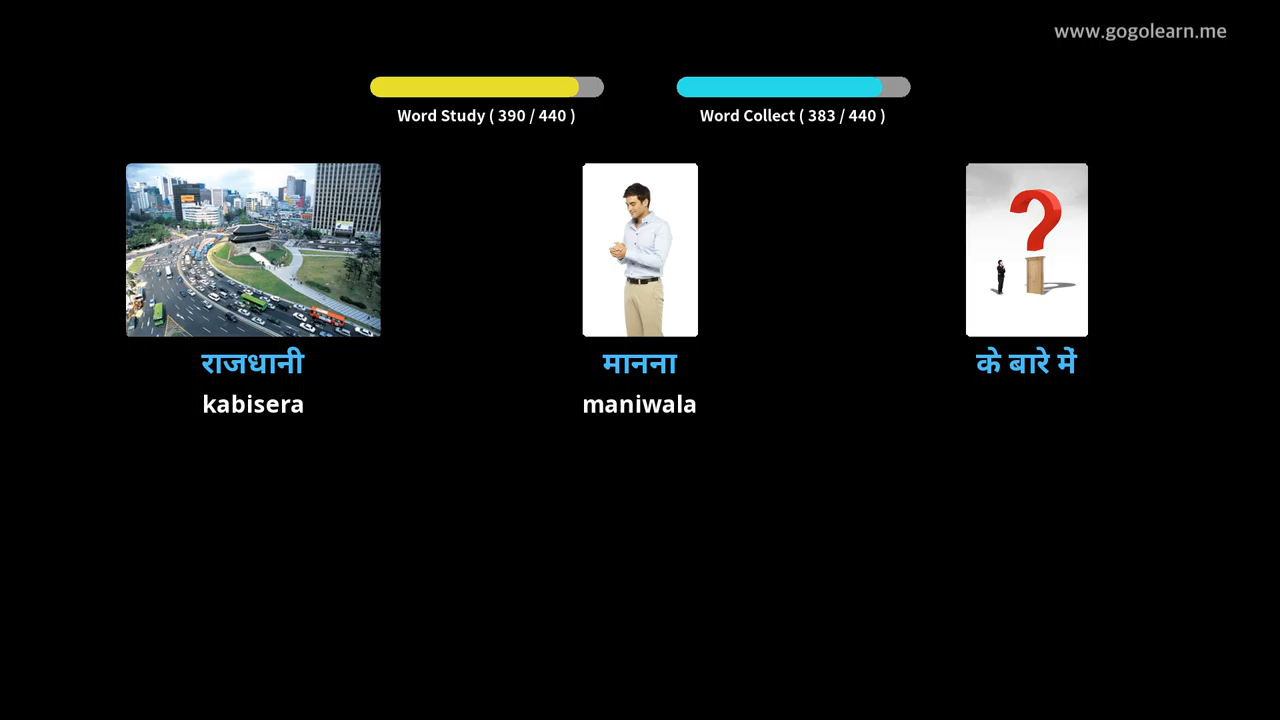 www.gogolearn.me
Word Study ( 390 / 440 )
Word Collect ( 383 / 440 )
राजधानी
मानना
के बारे में
kabisera
maniwala